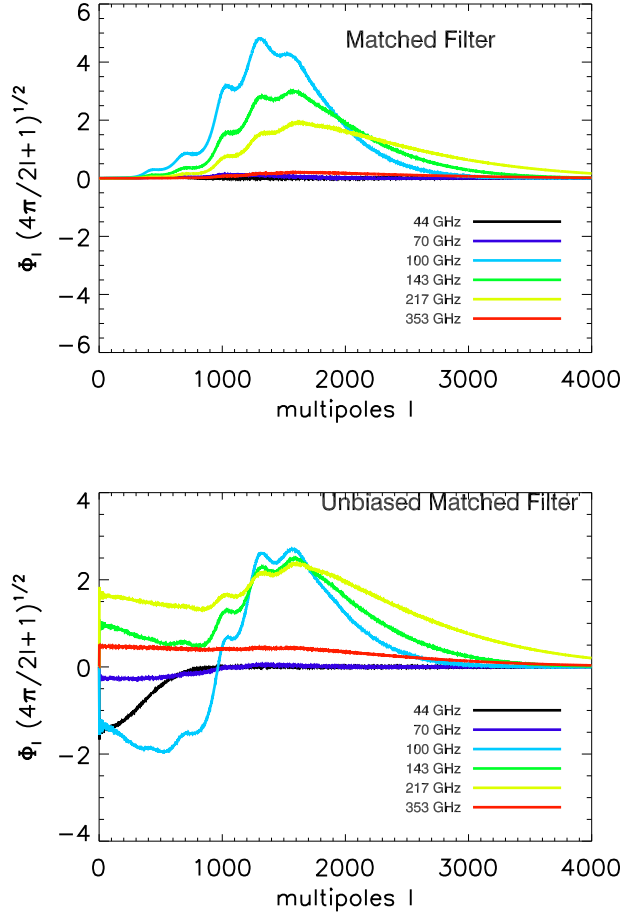 6
4
2
0
−2
−4
−6
Φl (4π/2l+1)1/2
Matched Filter
44 GHz
70 GHz
100 GHz
143 GHz
217 GHz
353 GHz
0 1000 2000 3000 4000
multipoles l
4
2
0
−2
−4
Φl (4π/2l+1)1/2
Unbiased Matched Filter
44 GHz
70 GHz
100 GHz
143 GHz
217 GHz
353 GHz
0 1000 2000 3000 4000
multipoles l